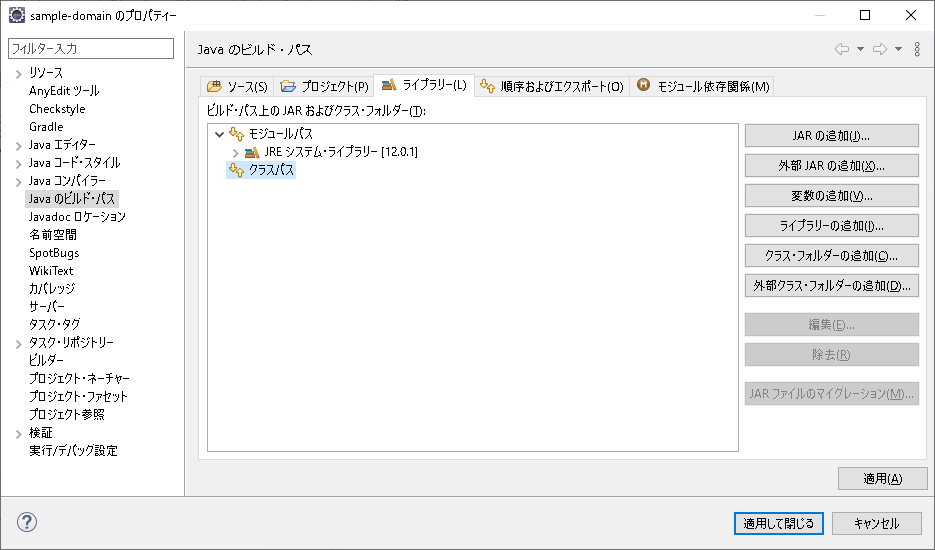 sample-domain のプロパティー
フィルター入力
リソース
AnyEdit ツール
Checkstyle
Gradle
Java エディター
Java コード・スタイル
Java コンパイラー
Java のビルド・パス
Javadoc ロケーション
名前空間
SpotBugs
WikiText
カバレッジ
サーバー
タスク・タグ
タスク・リポジトリー
ビルダー
プロジェクト・ネーチャー
プロジェクト・ファセット
プロジェクト参照
検証
実行/デバッグ設定
Java のビルド・パス
ソース(S) プロジェクト(P) ライブラリー(L) 順序およびエクスポート(O) モジュール依存関係(M)
ビルド・パス上の JAR およびクラス・フォルダー(T):
モジュールパス
JRE システム・ライブラリー [12.0.1]
クラスパス
JAR の追加(J)...
外部 JAR の追加(X)...
変数の追加(V)...
ライブラリーの追加(I)...
クラス・フォルダーの追加(C)...
外部クラス・フォルダーの追加(D)...
編集(E)...
除去(R)
JAR ファイルのマイグレーション(M)...
適用(A)
適用して閉じる キャンセル